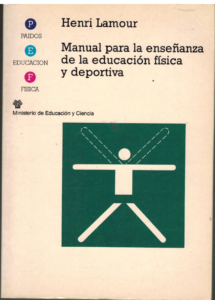 P
PAIDOS
E
EDUCACION
F
FISICA
Henri Lamour
Manual para la enseñanza
de la educación física
y deportiva
Ministerio de Educación y Ciencia